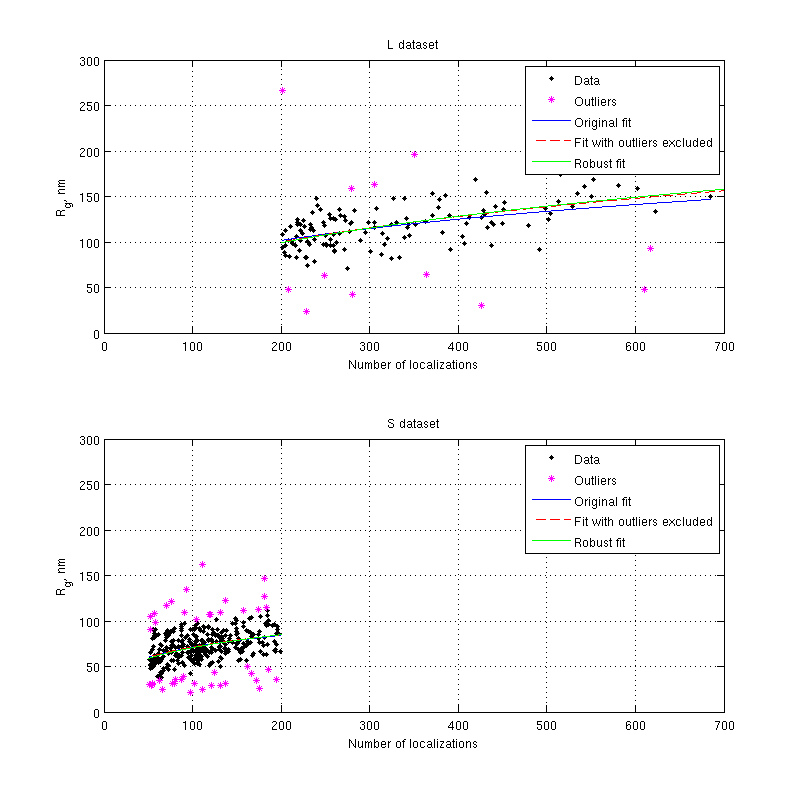 L dataset
300
250
200
150
100
50
0
Rg, nm
Data
Outliers
Original fit
Fit with outliers excluded
Robust fit
0 100 200 300 400 500 600 700
Number of localizations
S dataset
300
250
200
150
100
50
0
Rg, nm
Data
Outliers
Original fit
Fit with outliers excluded
Robust fit
0 100 200 300 400 500 600 700
Number of localizations